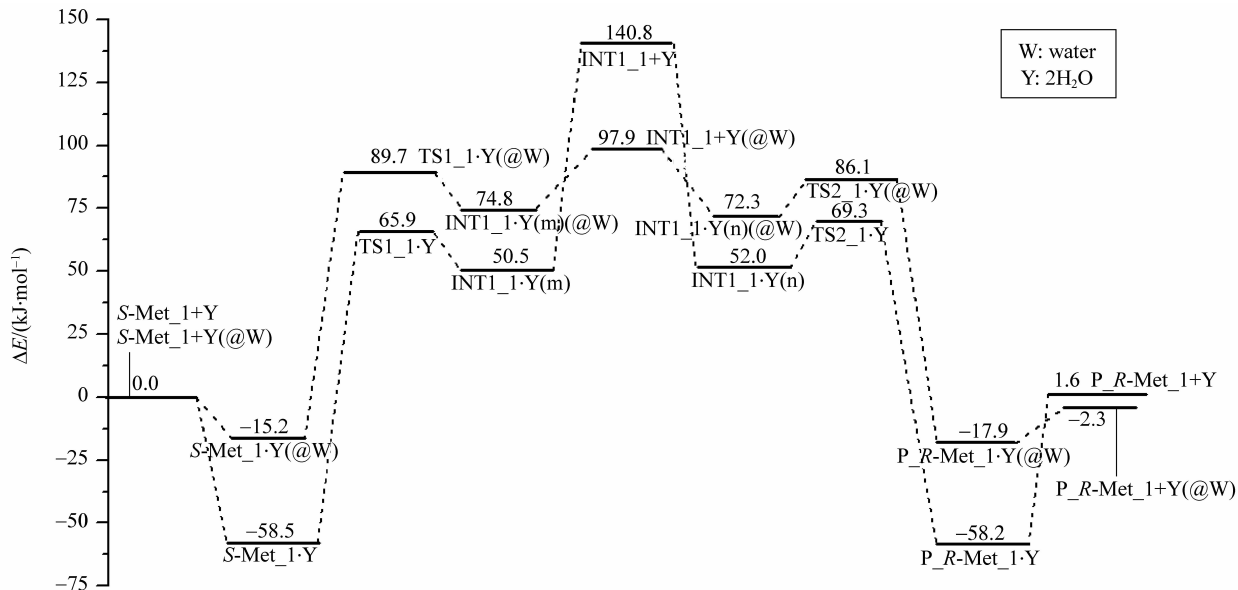 150
125
100
75
50
25
0
−25
−50
−75
ΔE/(kJ·mol⁻¹)
W: water
Y: 2H₂O
S-Met_1+Y
S-Met_1+Y(@W)
0.0
−15.2
S-Met_1·Y(@W)
−58.5
S-Met_1·Y
89.7 TS1_1·Y(@W)
65.9
TS1_1·Y
74.8
INT1_1·Y(m)(@W)
50.5
INT1_1·Y(m)
140.8
INT1_1+Y
97.9 INT1_1+Y(@W)
72.3
INT1_1·Y(n)(@W)
52.0
INT1_1·Y(n)
86.1
TS2_1·Y(@W)
69.3
TS2_1·Y
−17.9
P_R-Met_1·Y(@W)
−58.2
P_R-Met_1·Y
1.6 P_R-Met_1+Y
−2.3
P_R-Met_1+Y(@W)